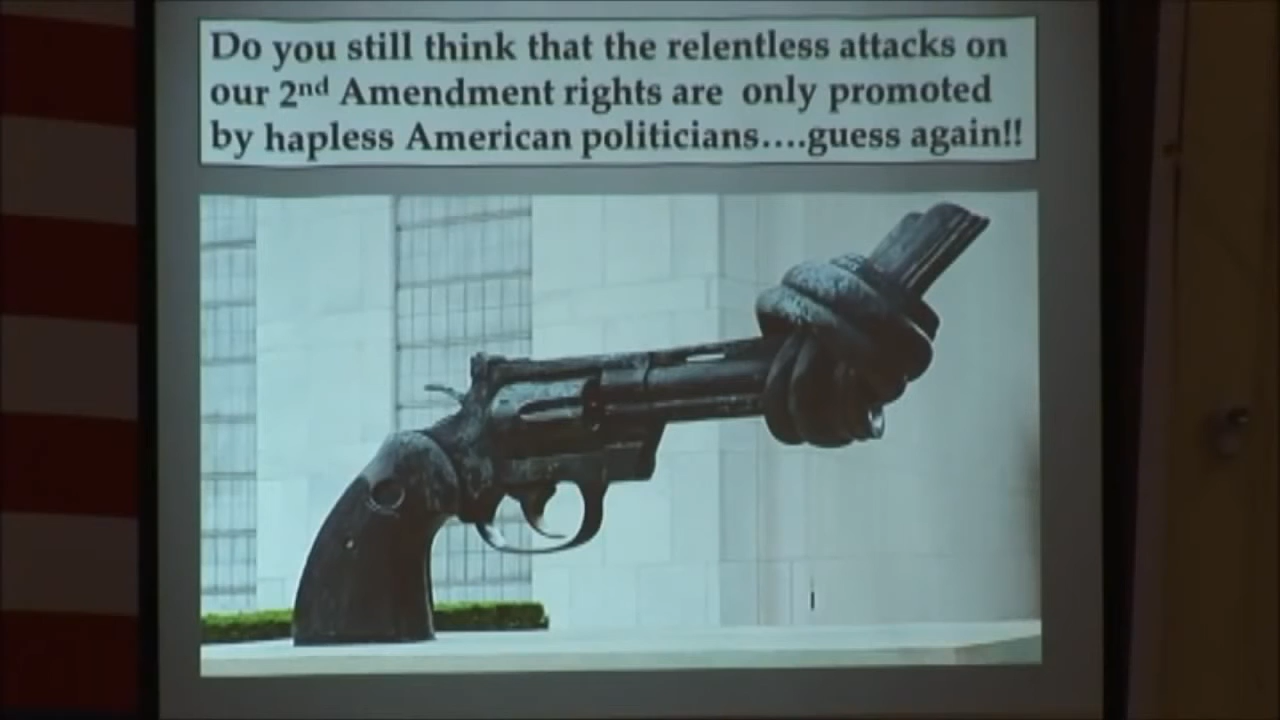 Do you still think that the relentless attacks on
our 2nd Amendment rights are only promoted
by hapless American politicians....guess again!!